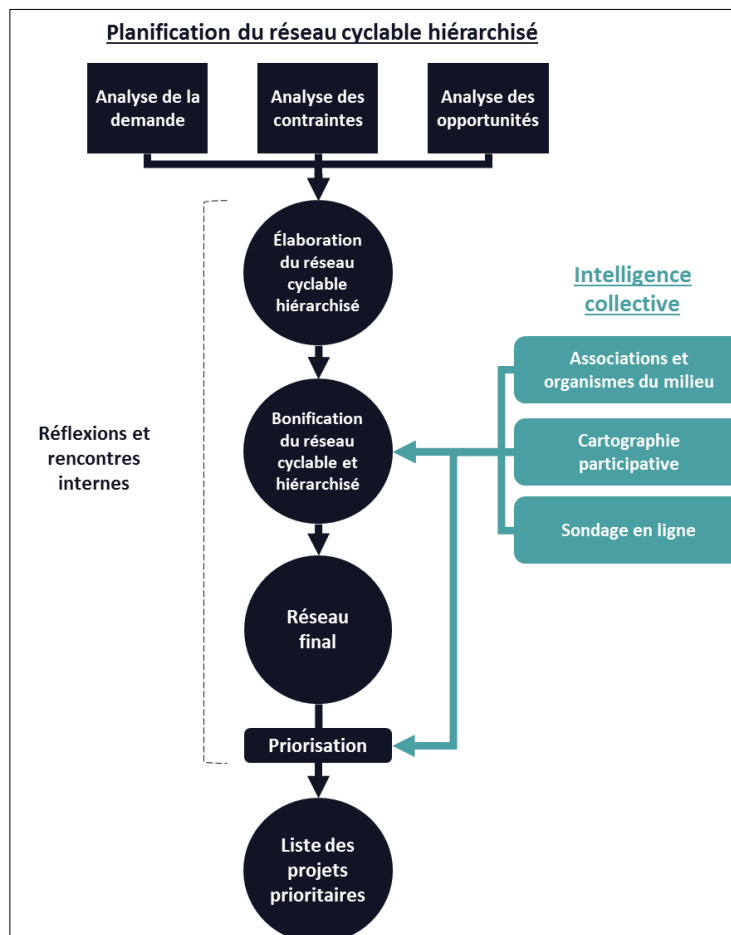 Planification du réseau cyclable hiérarchisé
Analyse de la
demande
Analyse des
contraintes
Analyse des
opportunités
Élaboration
du réseau
cyclable
hiérarchisé
Intelligence
collective
Associations et
organismes du milieu
Réflexions et
rencontres
internes
Bonification
du réseau
cyclable et
hiérarchisé
Cartographie
participative
Sondage en ligne
Réseau
final
Priorisation
Liste des
projets
prioritaires